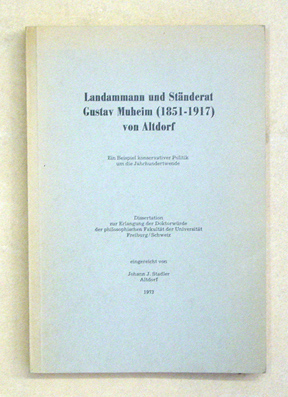 Landammann und Ständerat
Gustav Muheim (1851-1917)
von Altdorf
Ein Beispiel konservativer Politik
um die Jahrhundertwende
Dissertation
zur Erlangung der Doktorwürde
der philosophischen Fakultät der Universität
Freiburg/Schweiz
eingereicht von
Johann J. Stadler
Altdorf
1972